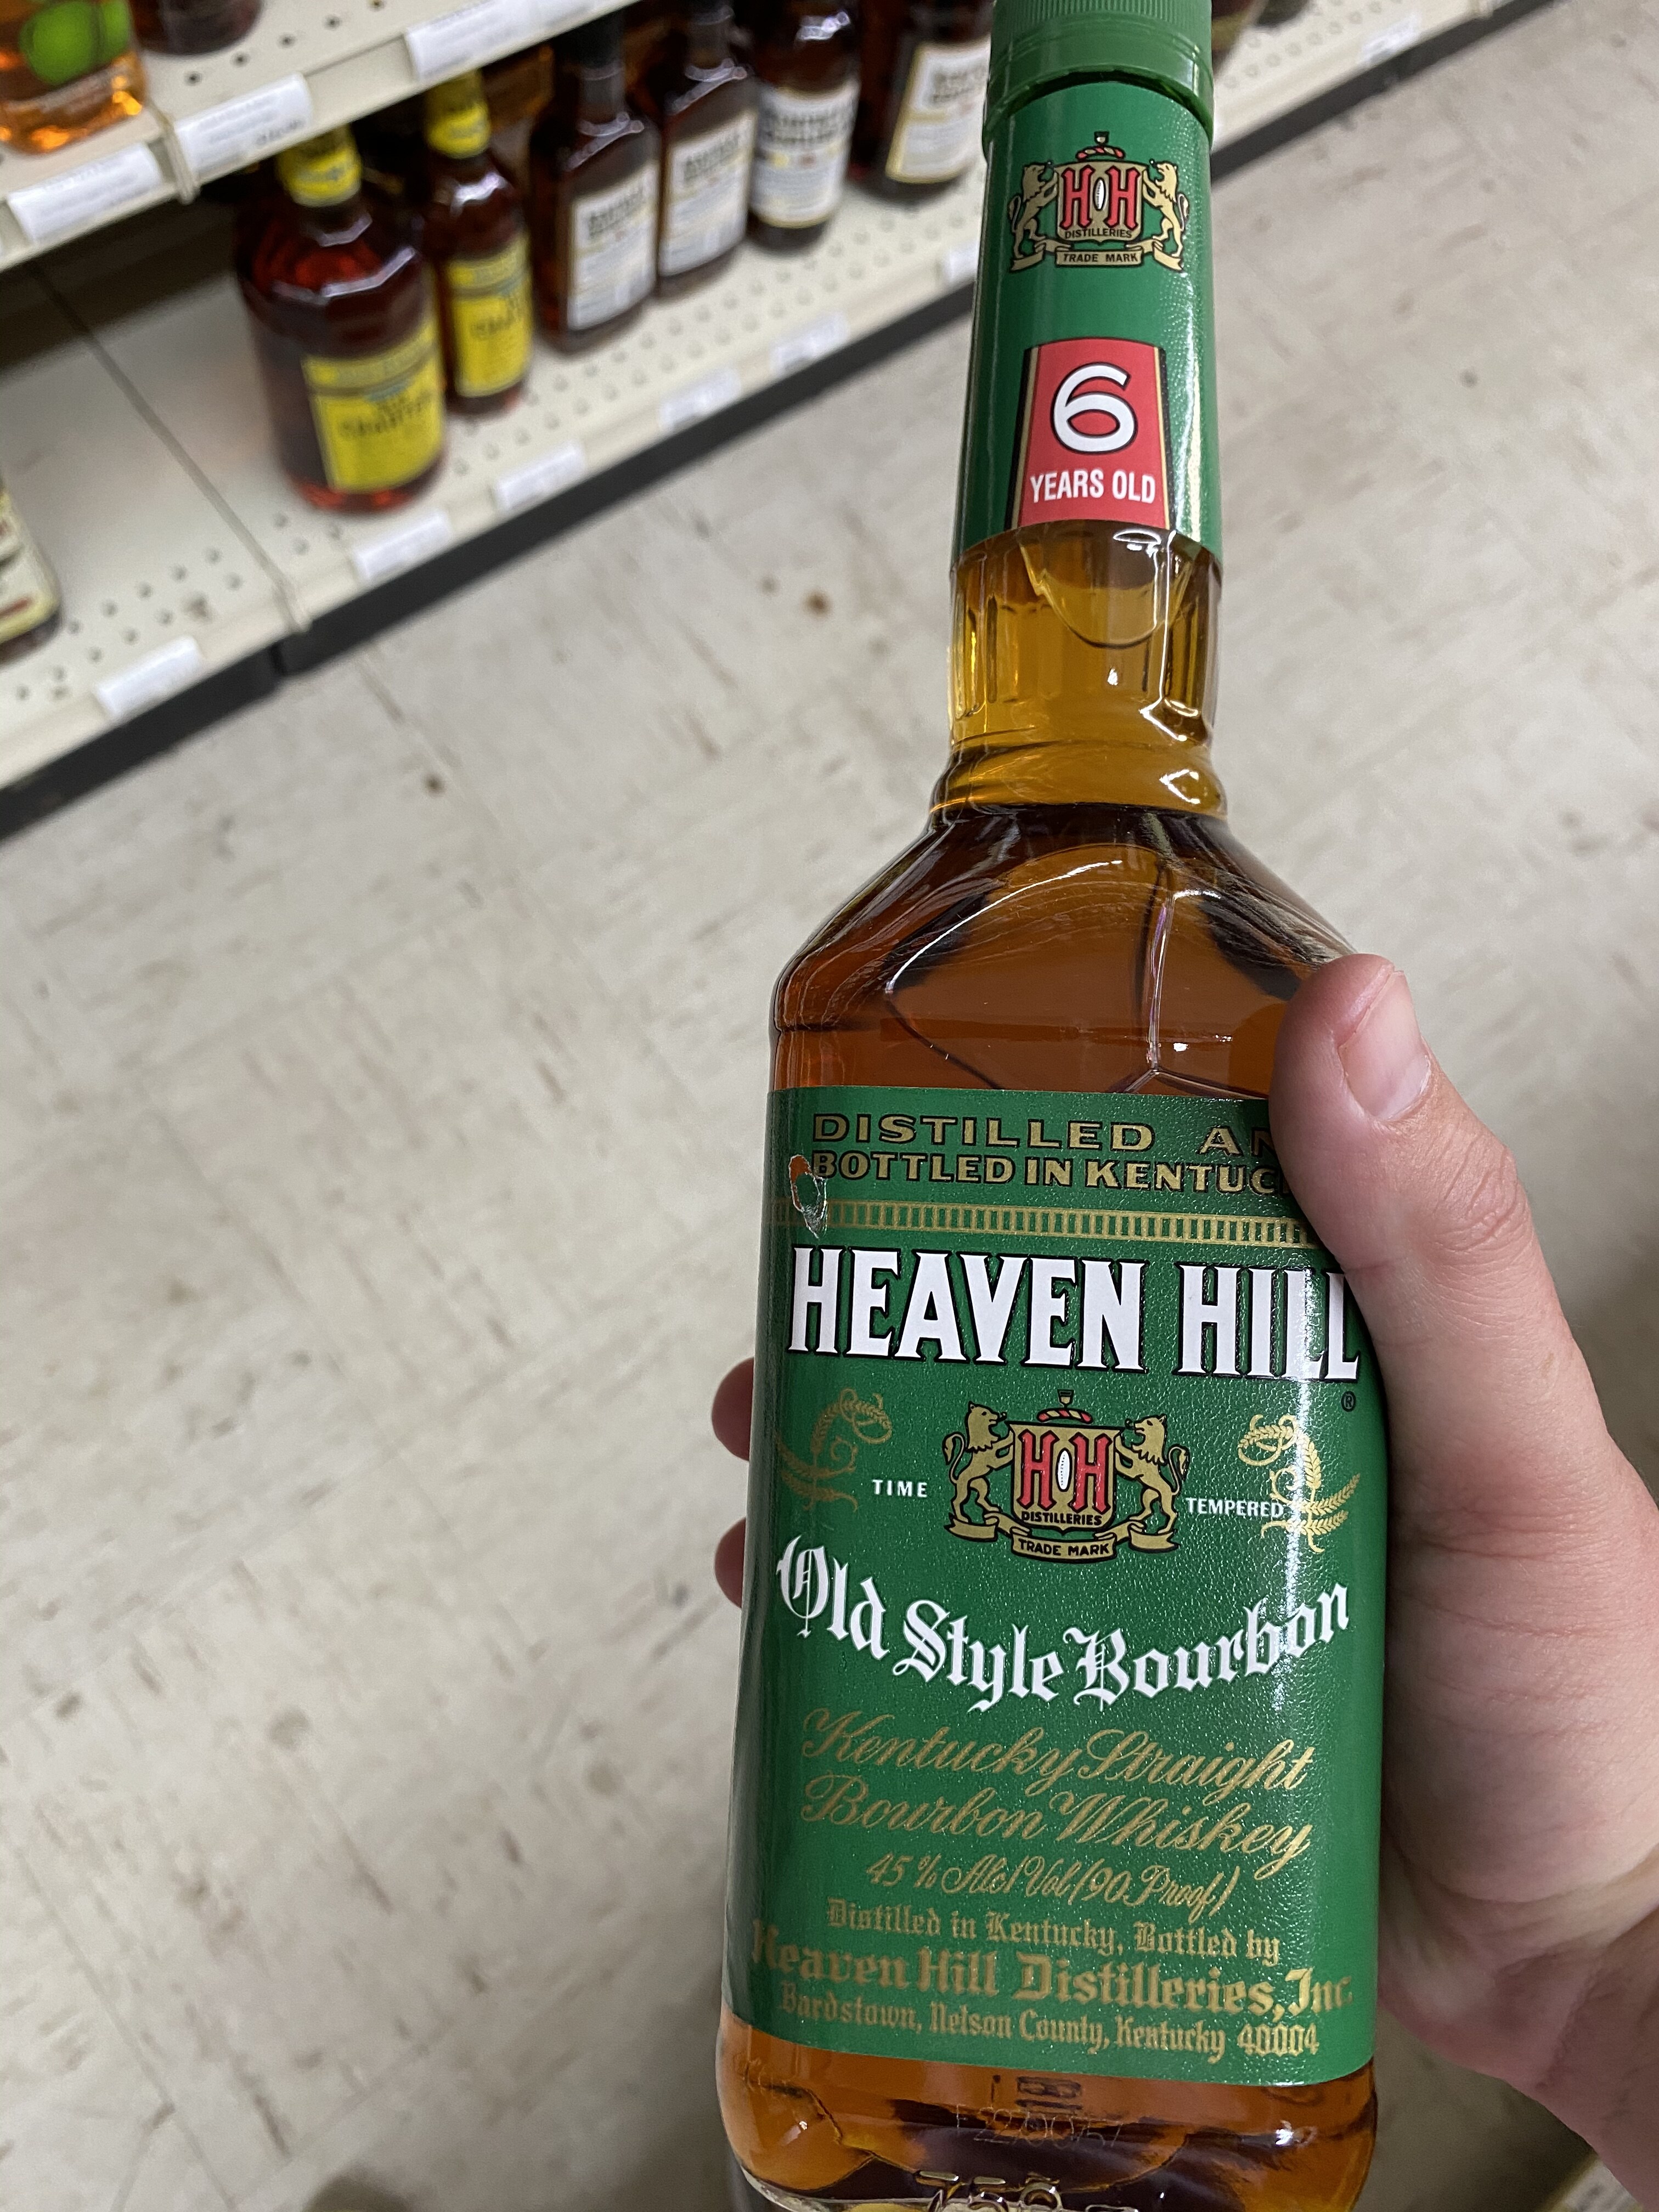 HH
DISTILLERIES
TRADE MARK
6
YEARS OLD
DISTILLED AN
BOTTLED IN KENTUC
HEAVEN HILL
®
TIME
HH
DISTILLERIES
TRADE MARK
TEMPERED
Old Style Bourbon
Kentucky Straight
Bourbon Whiskey
45% Alc/Vol (90 Proof)
Distilled in Kentucky, Bottled by
Heaven Hill Distilleries, Inc.
Bardstown, Nelson County, Kentucky 40004